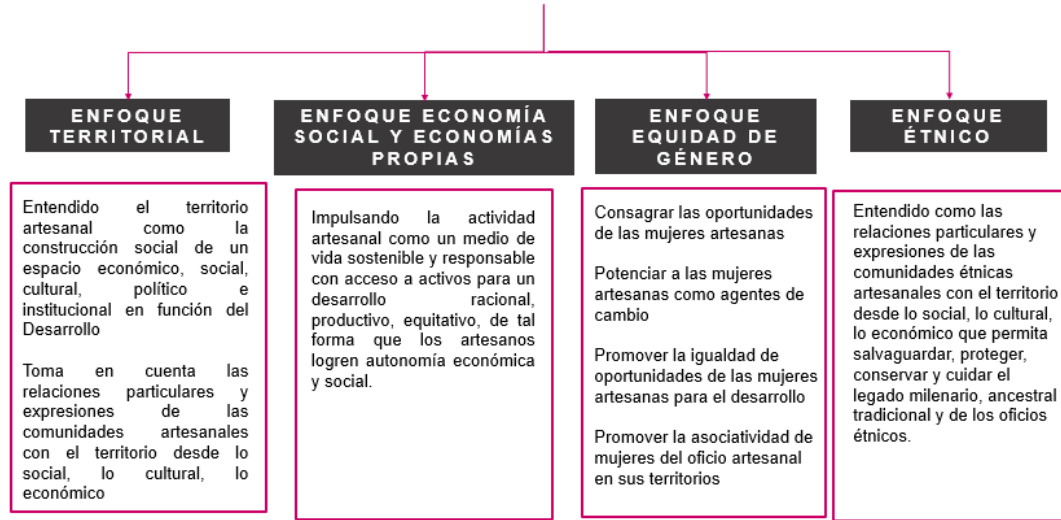 ENFOQUE
TERRITORIAL
Entendido el territorio
artesanal como la
construcción social de un
espacio económico, social,
cultural, político e
institucional en función del
Desarrollo
Toma en cuenta las
relaciones particulares y
expresiones de las
comunidades artesanales
con el territorio desde lo
social, lo cultural, lo
económico
ENFOQUE ECONOMÍA
SOCIAL Y ECONOMÍAS
PROPIAS
Impulsando la actividad
artesanal como un medio de
vida sostenible y responsable
con acceso a activos para un
desarrollo racional,
productivo, equitativo, de tal
forma que los artesanos
logren autonomía económica
y social.
ENFOQUE
EQUIDAD DE
GÉNERO
Consagrar las oportunidades
de las mujeres artesanas
Potenciar a las mujeres
artesanas como agentes de
cambio
Promover la igualdad de
oportunidades de las mujeres
artesanas para el desarrollo
Promover la asociatividad de
mujeres del oficio artesanal
en sus territorios
ENFOQUE
ÉTNICO
Entendido como las
relaciones particulares y
expresiones de las
comunidades étnicas
artesanales con el territorio
desde lo social, lo cultural,
lo económico que permita
salvaguardar, proteger,
conservar y cuidar el
legado milenario, ancestral
tradicional y de los oficios
étnicos.